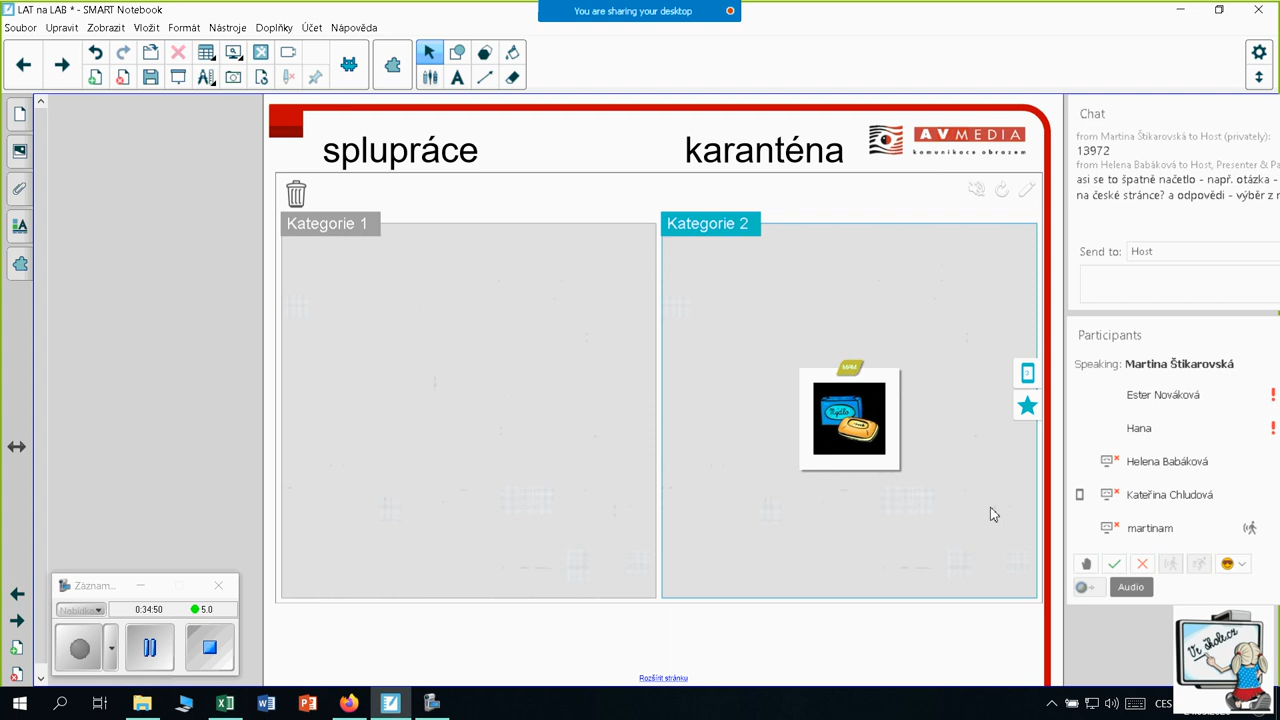 LAT na LAB * - SMART Notebook
You are sharing your desktop
Soubor Upravit Zobrazit Vložit Formát Nástroje Doplňky Účet Nápověda
splupráce
karanténa
AVMEDIA
komunikace obrazem
Kategorie 1
Kategorie 2
MAM
Mýdlo
Rozšířit stránku
Chat
from Martina Štikarovská to Host (privately):
13972
from Helena Babáková to Host, Presenter & Pa
asi se to špatně načetlo - např. otázka -
na české stránce? a odpovědi - výběr z n
Send to: Host
Participants
Speaking: Martina Štikarovská
Ester Nováková
Hana
Helena Babáková
Kateřina Chludová
martinam
Audio
Záznam...
Nabídka
0:34:50
5.0
Ve škole.cz
CES